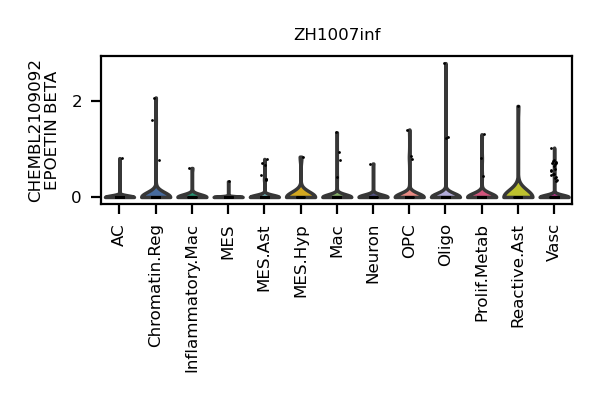 ZH1007inf
CHEMBL2109092
EPOETIN BETA
2
0
AC
Chromatin.Reg
Inflammatory.Mac
MES
MES.Ast
MES.Hyp
Mac
Neuron
OPC
Oligo
Prolif.Metab
Reactive.Ast
Vasc